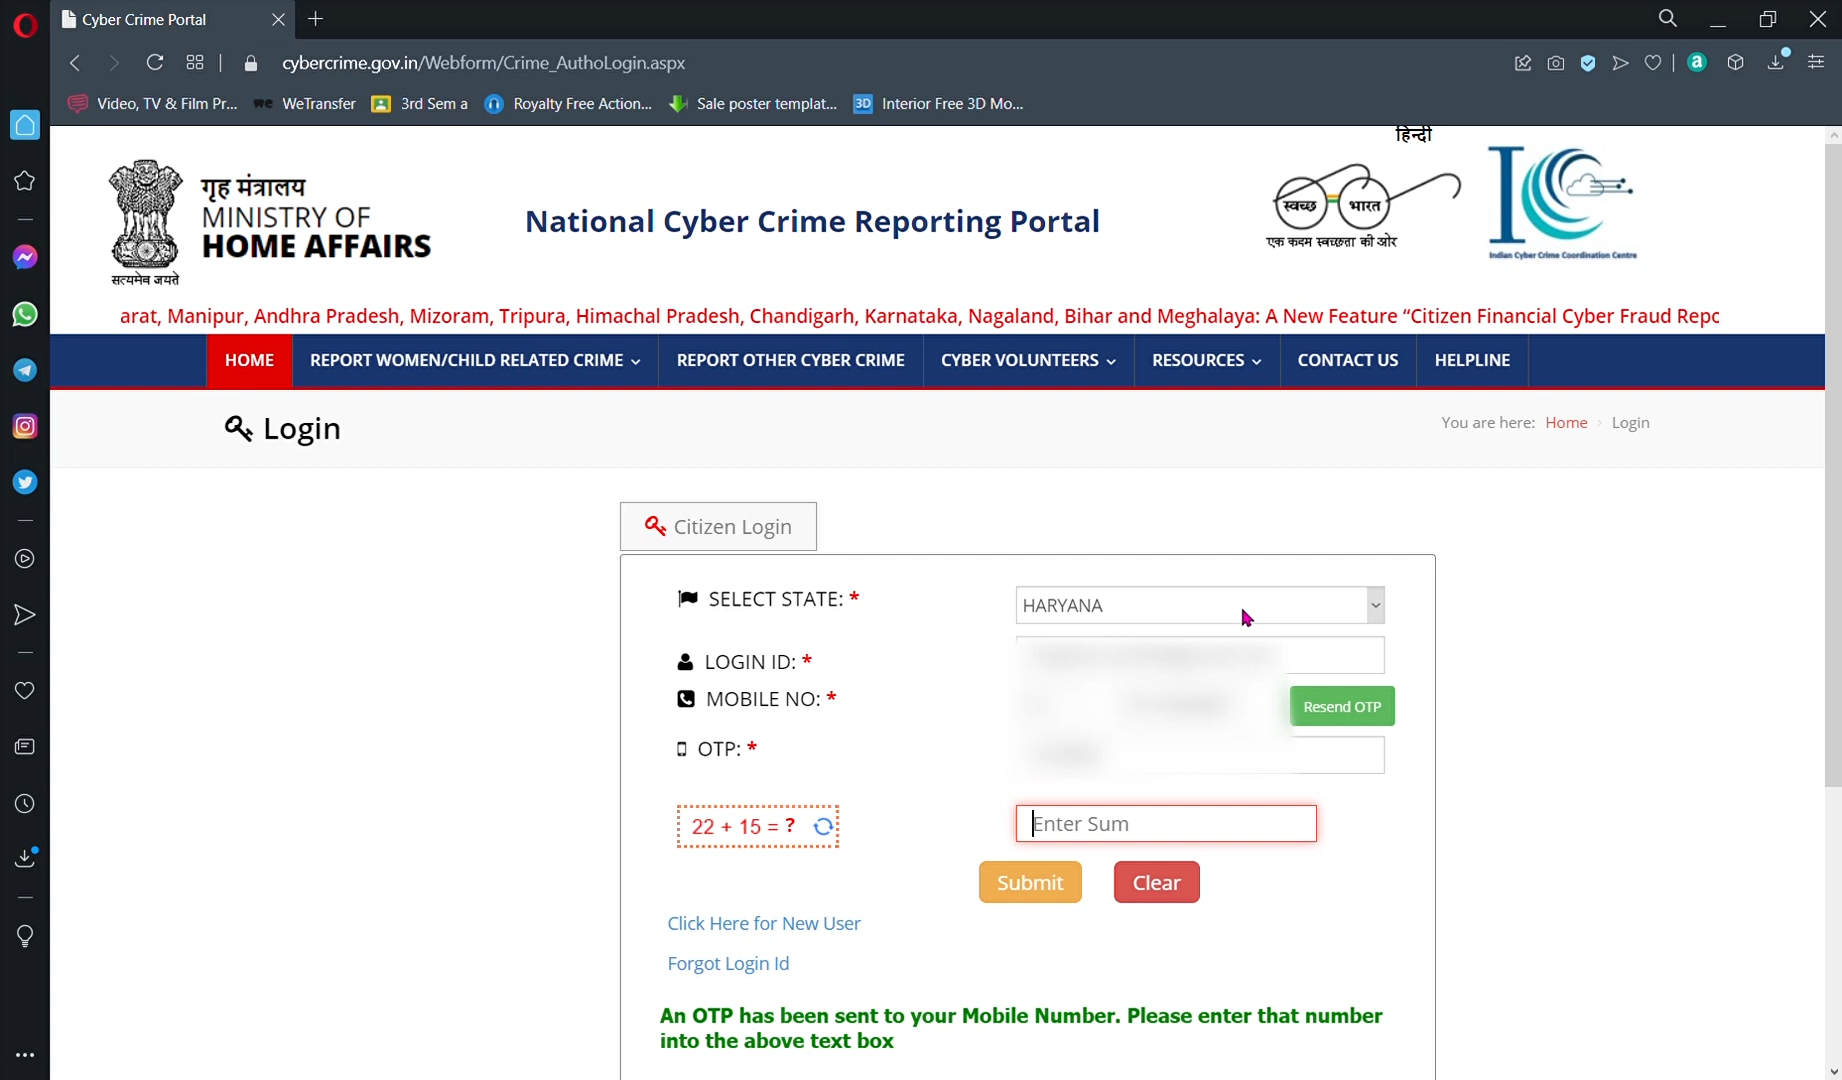 Cyber Crime Portal
cybercrime.gov.in/Webform/Crime_AuthoLogin.aspx
Video, TV & Film Pr... WeTransfer 3rd Sem a Royalty Free Action... Sale poster templat... 3D Interior Free 3D Mo...
हिन्दी
गृह मंत्रालय
MINISTRY OF
HOME AFFAIRS
सत्यमेव जयते
National Cyber Crime Reporting Portal
स्वच्छ भारत
एक कदम स्वच्छता की ओर
Indian Cyber Crime Coordination Centre
arat, Manipur, Andhra Pradesh, Mizoram, Tripura, Himachal Pradesh, Chandigarh, Karnataka, Nagaland, Bihar and Meghalaya: A New Feature “Citizen Financial Cyber Fraud Repc
HOME REPORT WOMEN/CHILD RELATED CRIME REPORT OTHER CYBER CRIME CYBER VOLUNTEERS RESOURCES CONTACT US HELPLINE
Login
You are here: Home > Login
Citizen Login
SELECT STATE: * HARYANA
LOGIN ID: *
MOBILE NO: * Resend OTP
OTP: *
22 + 15 = ? Enter Sum
Submit Clear
Click Here for New User
Forgot Login Id
An OTP has been sent to your Mobile Number. Please enter that number
into the above text box